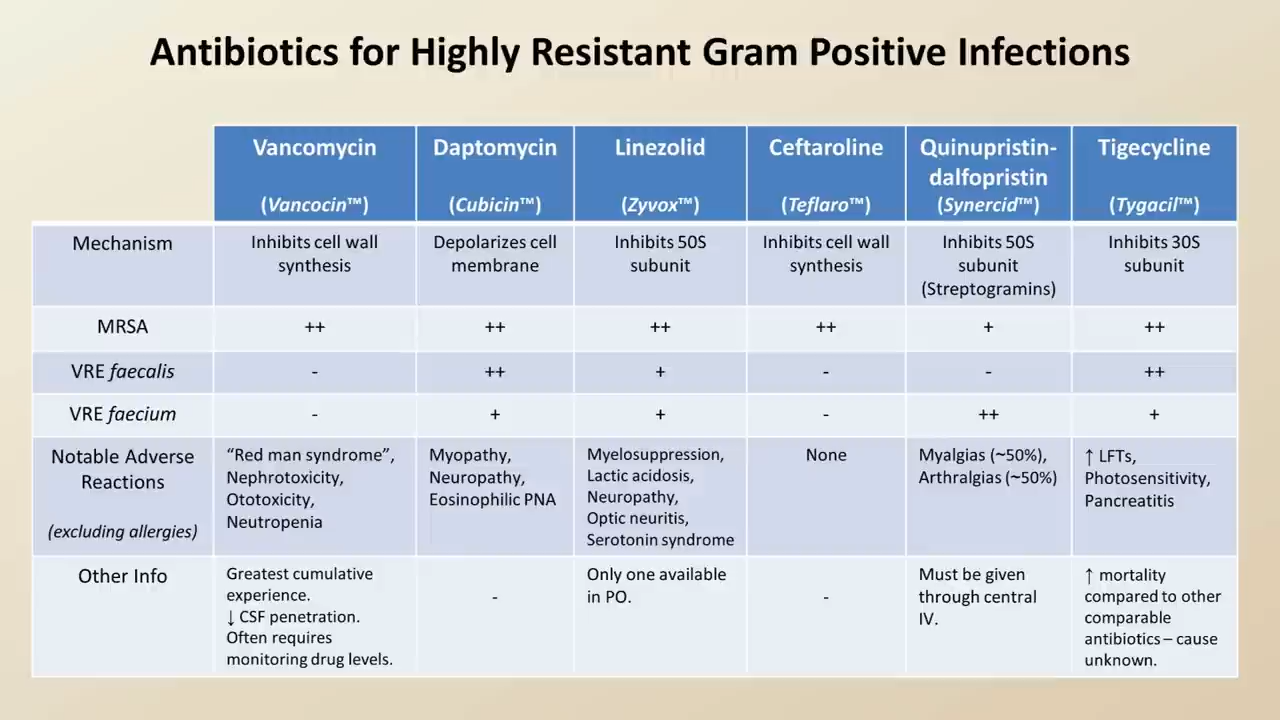 Antibiotics for Highly Resistant Gram Positive Infections
Vancomycin
(Vancocin™)
Daptomycin
(Cubicin™)
Linezolid
(Zyvox™)
Ceftaroline
(Teflaro™)
Quinupristin-
dalfopristin
(Synercid™)
Tigecycline
(Tygacil™)
Mechanism
Inhibits cell wall
synthesis
Depolarizes cell
membrane
Inhibits 50S
subunit
Inhibits cell wall
synthesis
Inhibits 50S
subunit
(Streptogramins)
Inhibits 30S
subunit
MRSA
++
++
++
++
+
++
VRE faecalis
-
++
+
-
-
++
VRE faecium
-
+
+
-
++
+
Notable Adverse
Reactions
(excluding allergies)
“Red man syndrome”,
Nephrotoxicity,
Ototoxicity,
Neutropenia
Myopathy,
Neuropathy,
Eosinophilic PNA
Myelosuppression,
Lactic acidosis,
Neuropathy,
Optic neuritis,
Serotonin syndrome
None
Myalgias (~50%),
Arthralgias (~50%)
↑ LFTs,
Photosensitivity,
Pancreatitis
Other Info
Greatest cumulative
experience.
↓ CSF penetration.
Often requires
monitoring drug levels.
-
Only one available
in PO.
-
Must be given
through central
IV.
↑ mortality
compared to other
comparable
antibiotics – cause
unknown.